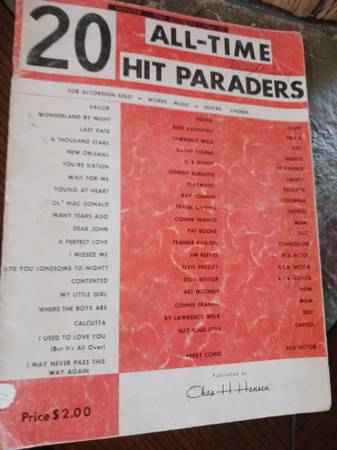 20
ALL-TIME
HIT PARADERS
FOR ACCORDION SOLO - WORDS - MUSIC - GUITAR CHORDS
SAILOR LOLITA KAPP
WONDERLAND BY NIGHT BERT KAEMPFERT DECCA
LAST DATE LAWRENCE WELK DOT
A THOUSAND STARS KATHY YOUNG INDIGO
NEW ORLEANS U. S. BONDS LE GRANDE
YOU'RE SIXTEEN JOHNNY BURNETTE LIBERTY
WAIT FOR ME PLAYMATES ROULETTE
YOUNG AT HEART RAY CONNIFF COLUMBIA
OL' MAC DONALD FRANK SINATRA CAPITOL
MANY TEARS AGO CONNIE FRANCIS MGM
DEAR JOHN PAT BOONE DOT
A PERFECT LOVE FRANKIE AVALON CHANCELLOR
I MISSED ME JIM REEVES RCA VICTOR
YOU LONESOME TO-NIGHT? ELVIS PRESLEY R.C.A. VICTOR
CONTENTED DON
MY LITTLE GIRL ART MOONEY MGM
WHERE THE BOYS ARE CONNIE FRANCIS MGM
CALCUTTA BY LAWRENCE WELK DOT
I USED TO LOVE YOU NAT KING COLE CAPITOL
(But It's All Over)
I MAY NEVER PASS THIS PERRY COMO RCA VICTOR
WAY AGAIN
Published By
Chas. H. Hansen
Price $2.00